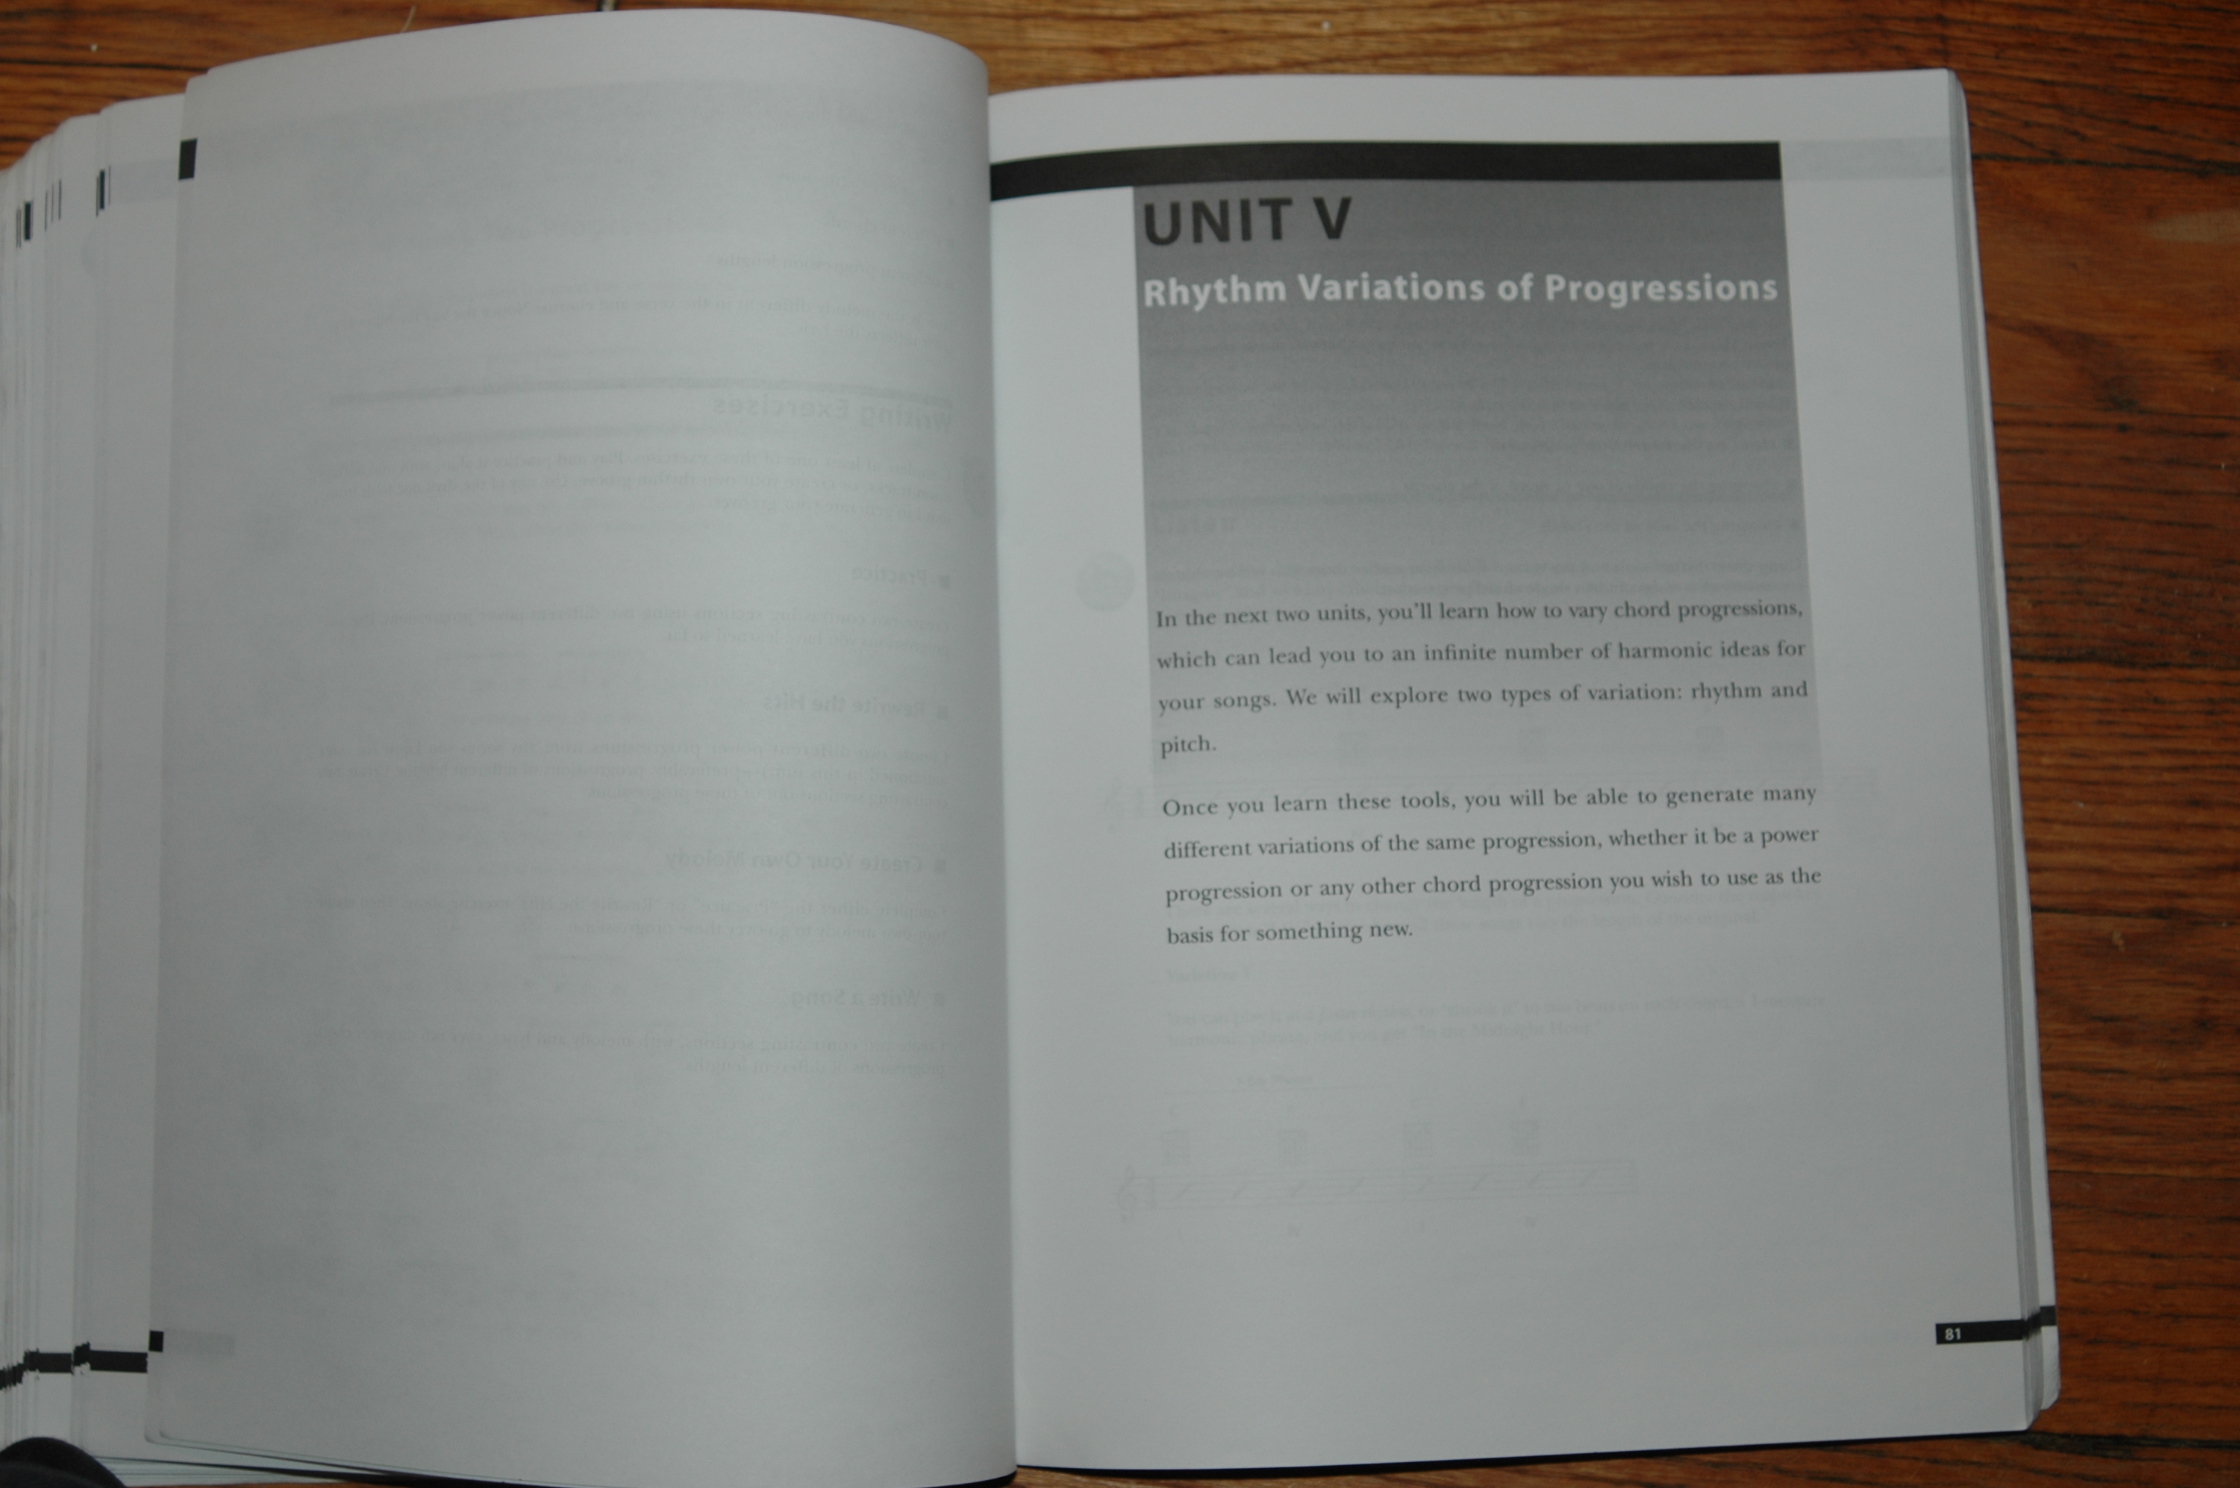 UNIT V
Rhythm Variations of Progressions
In the next two units, you'll learn how to vary chord progressions,
which can lead you to an infinite number of harmonic ideas for
your songs. We will explore two types of variation: rhythm and
pitch.
Once you learn these tools, you will be able to generate many
different variations of the same progression, whether it be a power
progression or any other chord progression you wish to use as the
basis for something new.
81